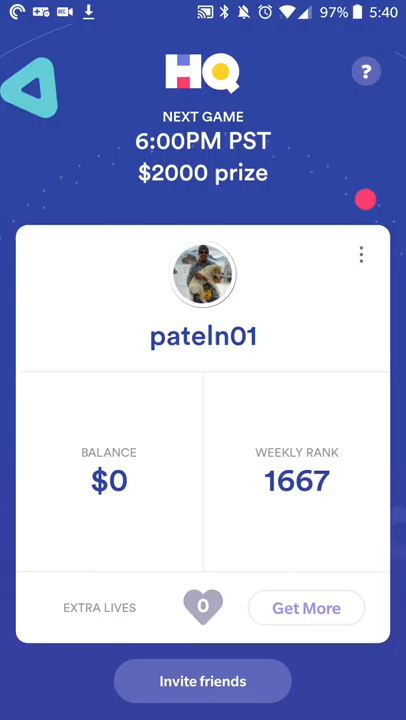 97% 5:40
HQ
?
NEXT GAME
6:00PM PST
$2000 prize
pateln01
BALANCE
$0
WEEKLY RANK
1667
EXTRA LIVES
0
Get More
Invite friends